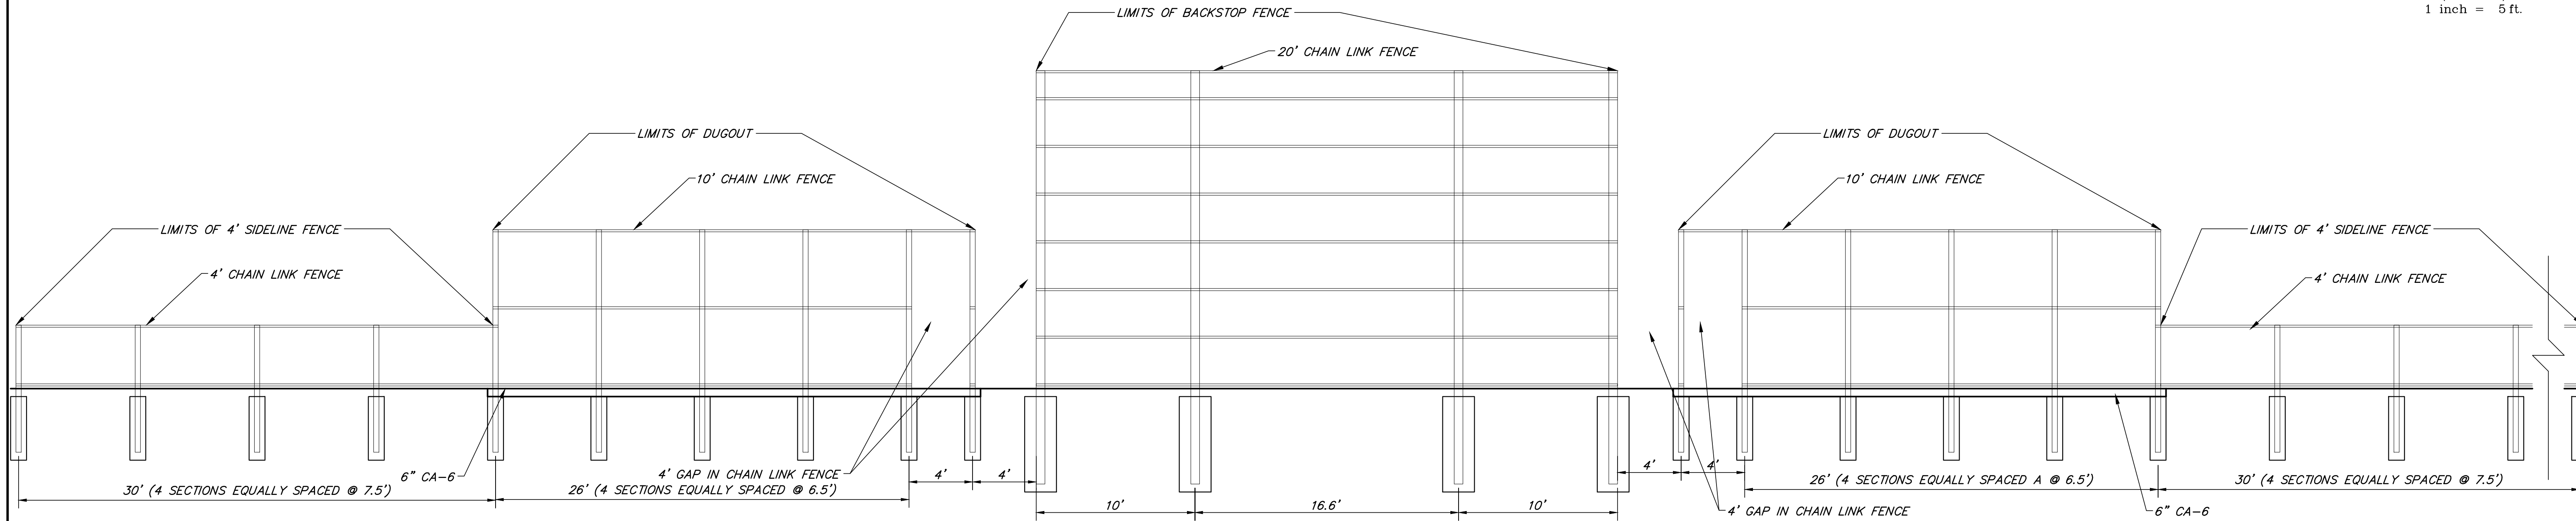 1 inch = 5 ft.
LIMITS OF BACKSTOP FENCE
20' CHAIN LINK FENCE
LIMITS OF DUGOUT
LIMITS OF DUGOUT
10' CHAIN LINK FENCE
10' CHAIN LINK FENCE
LIMITS OF 4' SIDELINE FENCE
LIMITS OF 4' SIDELINE FENCE
4' CHAIN LINK FENCE
4' CHAIN LINK FENCE
6" CA-6
4' GAP IN CHAIN LINK FENCE
4'
4'
4'
4'
30' (4 SECTIONS EQUALLY SPACED @ 7.5')
26' (4 SECTIONS EQUALLY SPACED @ 6.5')
26' (4 SECTIONS EQUALLY SPACED A @ 6.5')
30' (4 SECTIONS EQUALLY SPACED @ 7.5')
10'
16.6'
10'
4' GAP IN CHAIN LINK FENCE
6" CA-6